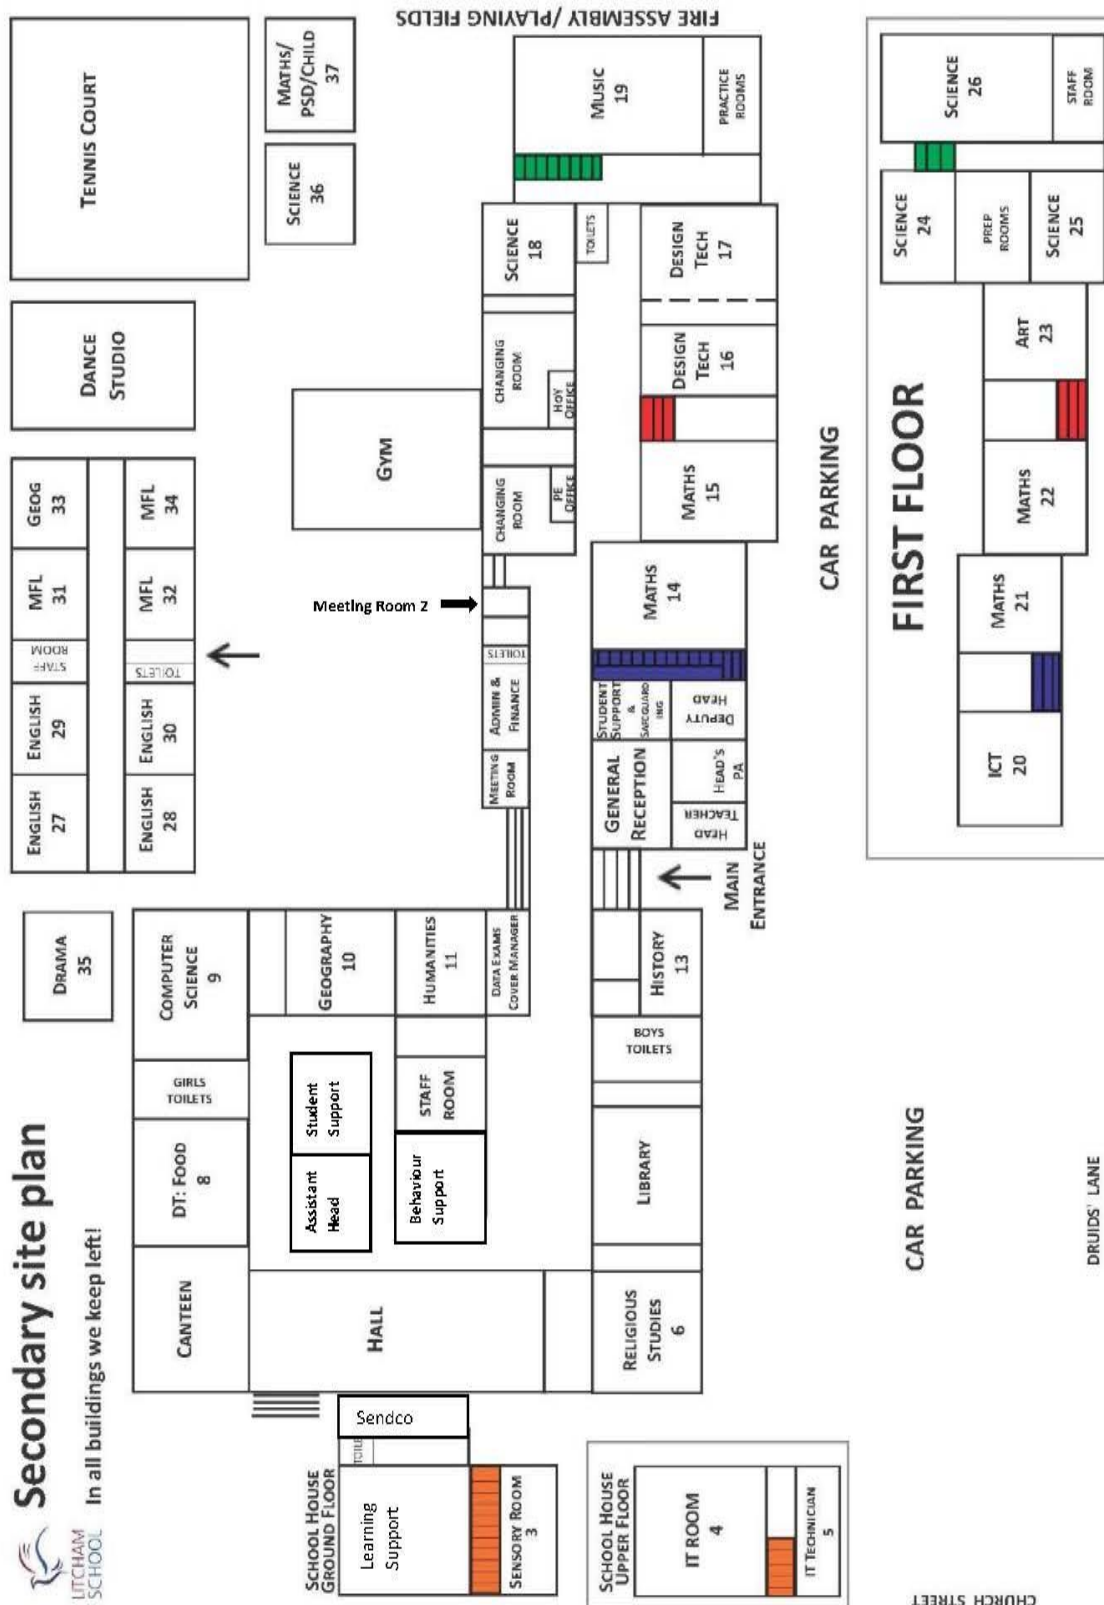 Secondary site plan
In all buildings we keep left!
LITCHAM
SCHOOL
TENNIS COURT
MATHS/
PSD/CHILD
37
SCIENCE
36
DANCE
STUDIO
GEOG
33
MFL
34
MFL
31
MFL
32
STAFF
ROOM
TOILETS
ENGLISH
29
ENGLISH
30
ENGLISH
27
ENGLISH
28
DRAMA
35
FIRE ASSEMBLY /PLAYING FIELDS
MUSIC
19
PRACTICE
ROOMS
SCIENCE
18
TOILETS
DESIGN
TECH
17
DESIGN
TECH
16
CHANGING
ROOM
HOY
OFFICE
GYM
CHANGING
ROOM
PE
OFFICE
MATHS
15
Meeting Room 2
MATHS
14
TOILETS
ADMIN &
FINANCE
MEETING
ROOM
STUDENT
SUPPORT
&
SAFEGUARD
ING
DEPUTY
HEAD
GENERAL
RECEPTION
HEAD'S
PA
HEAD
TEACHER
MAIN
ENTRANCE
COMPUTER
SCIENCE
9
GEOGRAPHY
10
HUMANITIES
11
DATA EXAMS
COVER MANAGER
HISTORY
13
GIRLS
TOILETS
Student
Support
STAFF
ROOM
BOYS
TOILETS
DT: FOOD
8
Assistant
Head
Behaviour
Support
LIBRARY
CANTEEN
HALL
RELIGIOUS
STUDIES
6
Sendco
SCHOOL HOUSE
GROUND FLOOR
Learning
Support
SENSORY ROOM
3
SCHOOL HOUSE
UPPER FLOOR
IT ROOM
4
IT TECHNICIAN
5
CAR PARKING
CAR PARKING
DRUIDS' LANE
CHURCH STREET
FIRST FLOOR
SCIENCE
26
STAFF
ROOM
SCIENCE
24
PREP
ROOMS
SCIENCE
25
ART
23
MATHS
22
MATHS
21
ICT
20